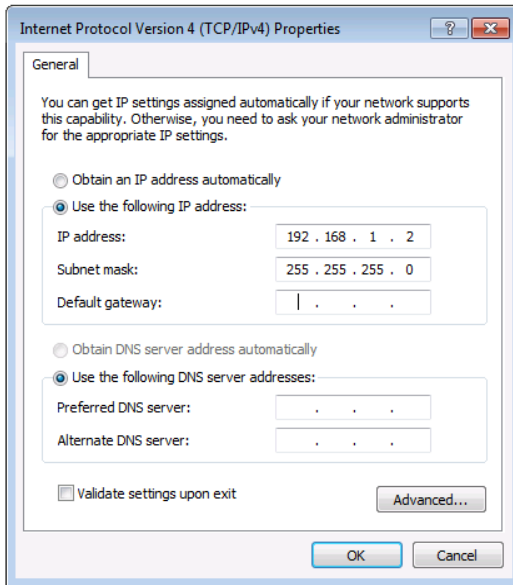 Internet Protocol Version 4 (TCP/IPv4) Properties
General
You can get IP settings assigned automatically if your network supports
this capability. Otherwise, you need to ask your network administrator
for the appropriate IP settings.
Obtain an IP address automatically
Use the following IP address:
IP address: 192 . 168 . 1 . 2
Subnet mask: 255 . 255 . 255 . 0
Default gateway: . . .
Obtain DNS server address automatically
Use the following DNS server addresses:
Preferred DNS server: . . .
Alternate DNS server: . . .
Validate settings upon exit
Advanced...
OK Cancel